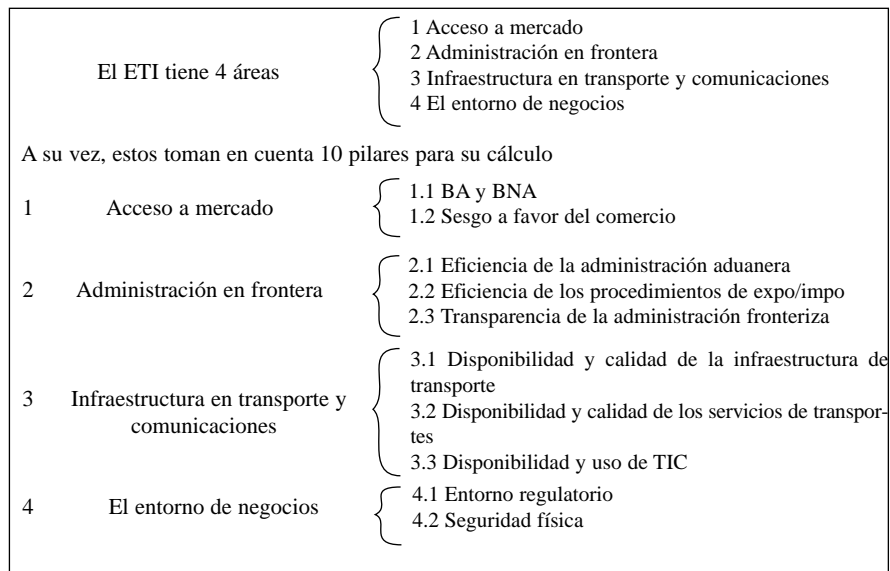 El ETI tiene 4 áreas
1 Acceso a mercado
2 Administración en frontera
3 Infraestructura en transporte y comunicaciones
4 El entorno de negocios
A su vez, estos toman en cuenta 10 pilares para su cálculo
1 Acceso a mercado
1.1 BA y BNA
1.2 Sesgo a favor del comercio
2 Administración en frontera
2.1 Eficiencia de la administración aduanera
2.2 Eficiencia de los procedimientos de expo/impo
2.3 Transparencia de la administración fronteriza
3 Infraestructura en transporte y
comunicaciones
3.1 Disponibilidad y calidad de la infraestructura de
transporte
3.2 Disponibilidad y calidad de los servicios de transpor-
tes
3.3 Disponibilidad y uso de TIC
4 El entorno de negocios
4.1 Entorno regulatorio
4.2 Seguridad física